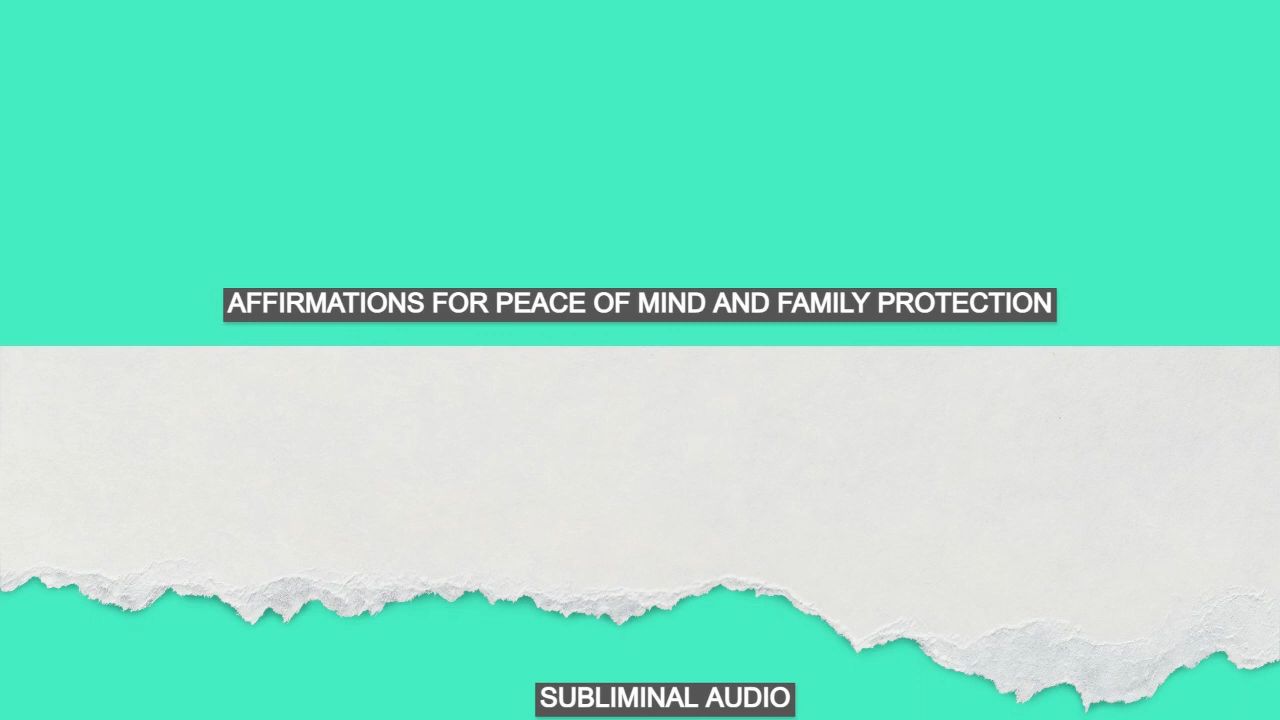 AFFIRMATIONS FOR PEACE OF MIND AND FAMILY PROTECTION
SUBLIMINAL AUDIO